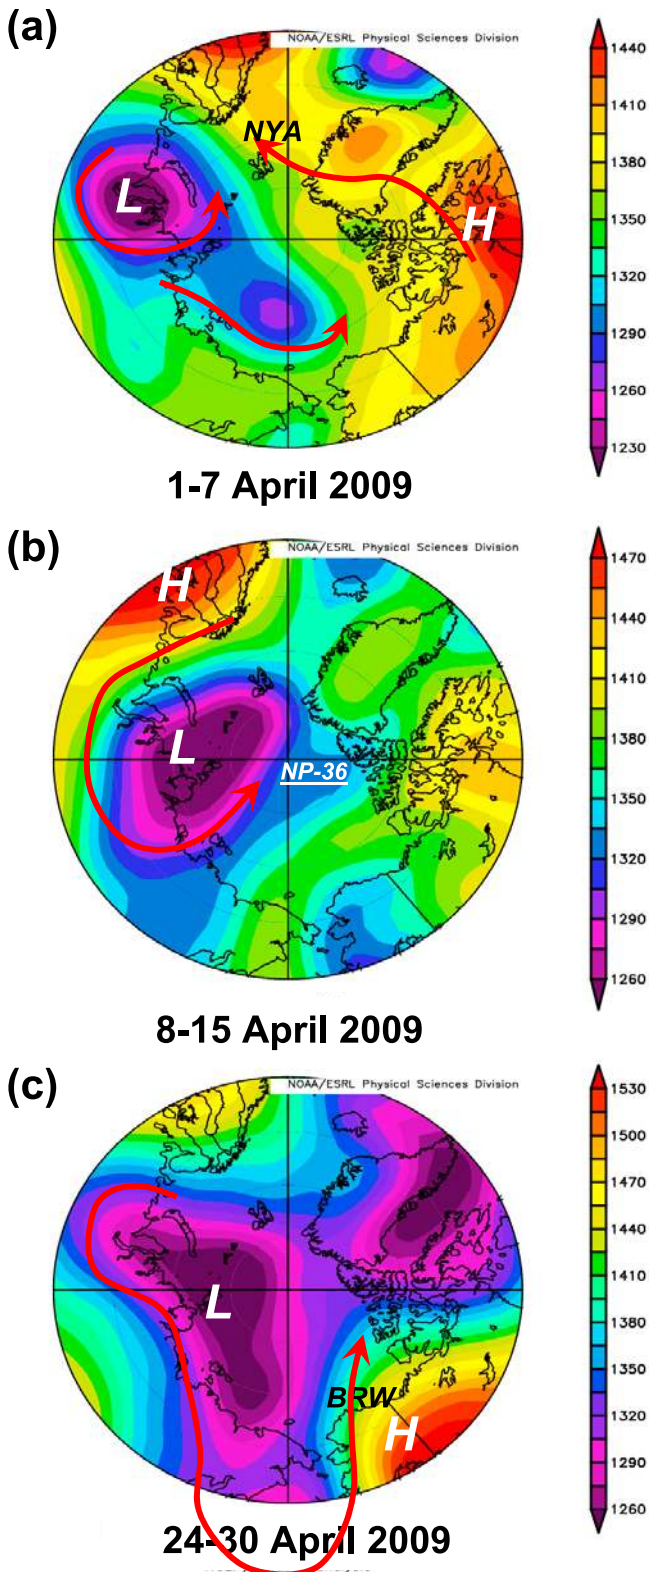 (a)
NOAA/ESRL Physical Sciences Division
NYA
L
H
1440
1410
1380
1350
1320
1290
1260
1230
1-7 April 2009
(b)
NOAA/ESRL Physical Sciences Division
H
L
NP-36
1470
1440
1410
1380
1350
1320
1290
1260
8-15 April 2009
(c)
NOAA/ESRL Physical Sciences Division
L
BRW
H
1530
1500
1470
1440
1410
1380
1350
1320
1290
1260
24-30 April 2009